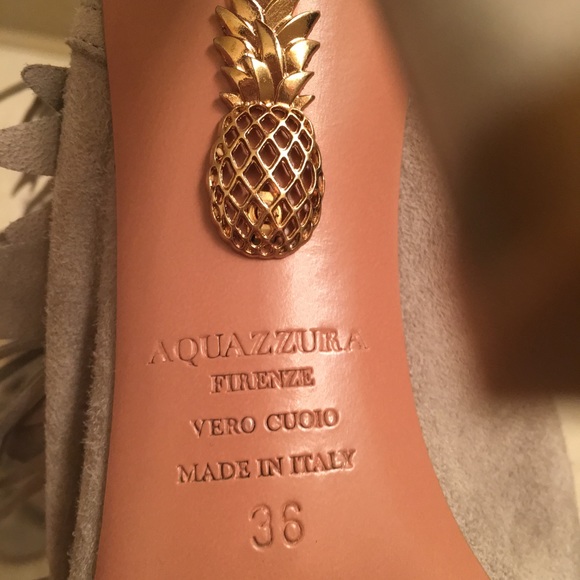 AQUAZZURA
FIRENZE
VERO CUOIO
MADE IN ITALY
36